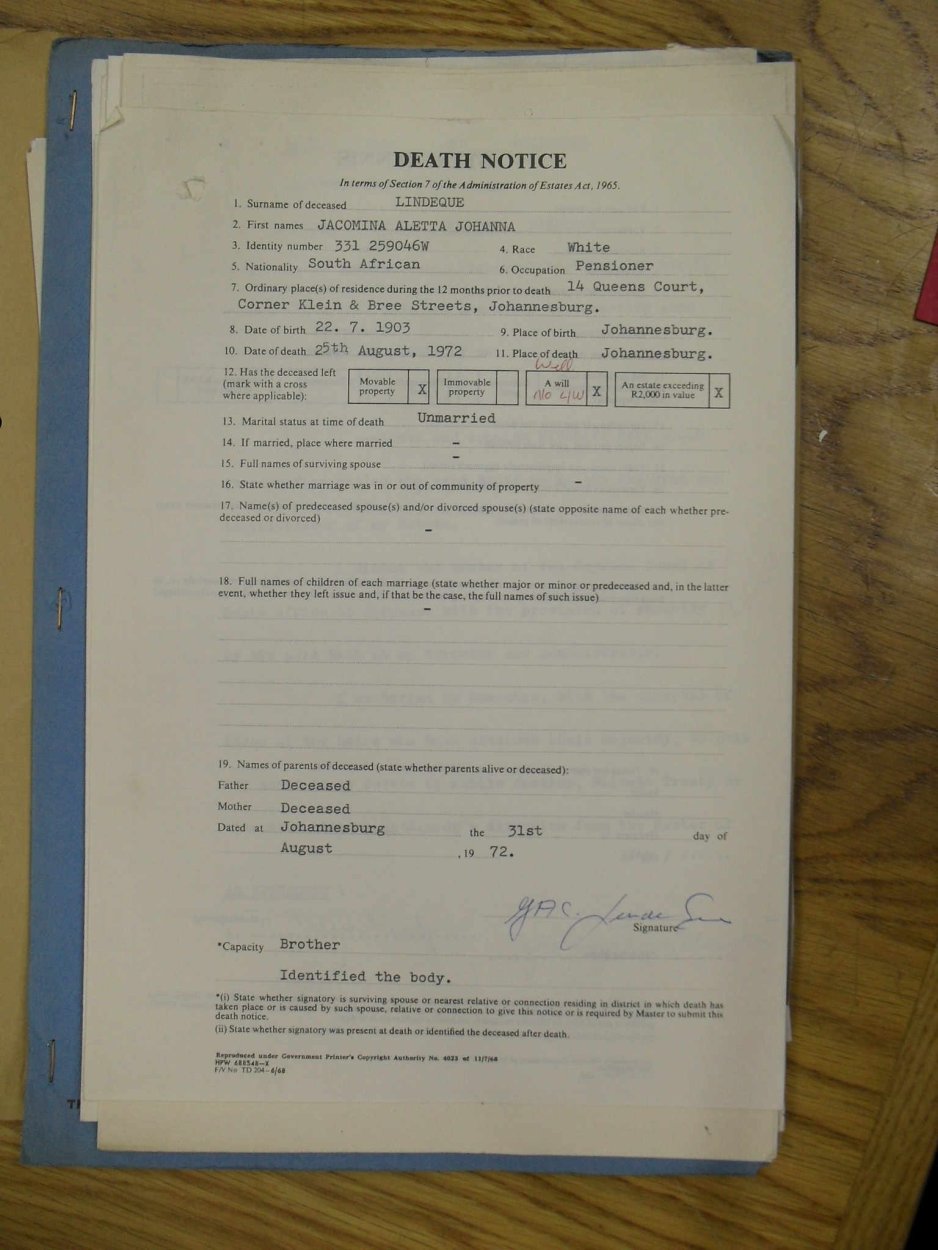 DEATH NOTICE
In terms of Section 7 of the Administration of Estates Act, 1965.
1. Surname of deceased LINDEQUE
2. First names JACOMINA ALETTA JOHANNA
3. Identity number 331 259046W 4. Race White
5. Nationality South African 6. Occupation Pensioner
7. Ordinary place(s) of residence during the 12 months prior to death 14 Queens Court,
Corner Klein & Bree Streets, Johannesburg.
8. Date of birth 22. 7. 1903 9. Place of birth Johannesburg.
10. Date of death 25th August, 1972 11. Place of death Johannesburg.
Will
12. Has the deceased left
(mark with a cross
where applicable):
Movable property X Immovable property A will X An estate exceeding R2,000 in value X
13. Marital status at time of death Unmarried
14. If married, place where married –
15. Full names of surviving spouse –
16. State whether marriage was in or out of community of property –
17. Name(s) of predeceased spouse(s) and/or divorced spouse(s) (state opposite name of each whether pre-
deceased or divorced)
–
18. Full names of children of each marriage (state whether major or minor or predeceased and, in the latter
event, whether they left issue and, if that be the case, the full names of such issue)
–
19. Names of parents of deceased (state whether parents alive or deceased):
Father Deceased
Mother Deceased
Dated at Johannesburg the 31st day of
August , 19 72.
Signature
*Capacity Brother
Identified the body.
*(i) State whether signatory is surviving spouse or nearest relative or connection residing in district in which death has
taken place or is caused by such spouse, relative or connection to give this notice or is required by Master to submit this
death notice.
(ii) State whether signatory was present at death or identified the deceased after death.
Reproduced under Government Printer's Copyright Authority No. 4023 of 11/7/68
HPW 488548—X
F/V No TD 204—6/68